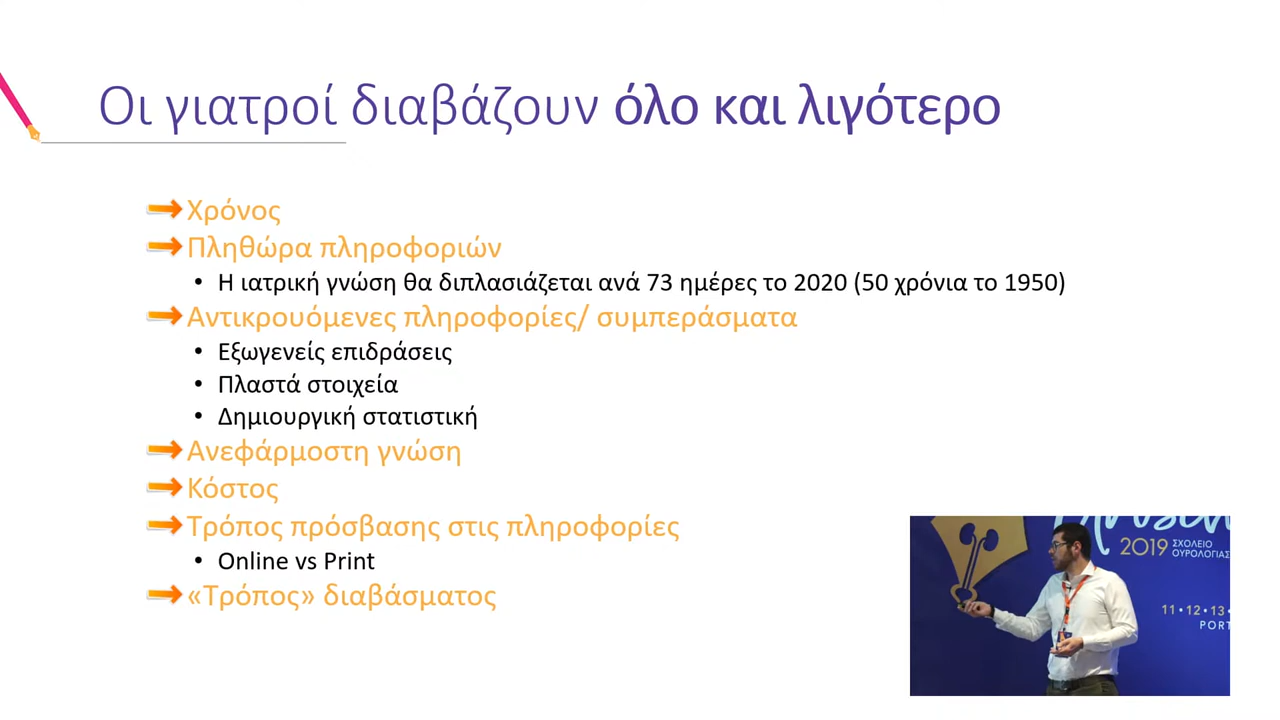 Οι γιατροί διαβάζουν όλο και λιγότερο
Χρόνος
Πληθώρα πληροφοριών
• Η ιατρική γνώση θα διπλασιάζεται ανά 73 ημέρες το 2020 (50 χρόνια το 1950)
Αντικρουόμενες πληροφορίες/ συμπεράσματα
• Εξωγενείς επιδράσεις
• Πλαστά στοιχεία
• Δημιουργική στατιστική
Ανεφάρμοστη γνώση
Κόστος
Τρόπος πρόσβασης στις πληροφορίες
• Online vs Print
«Τρόπος» διαβάσματος
2019 ΣΧΟΛΕΙΟ
ΟΥΡΟΛΟΓΙΑΣ
11•12•13•
PORT